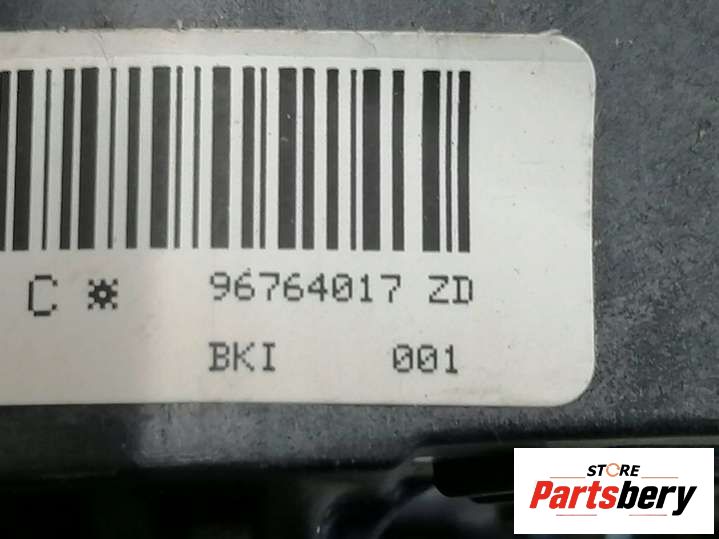 C * 96764017 ZD
BKI 001
STORE
Partsbery